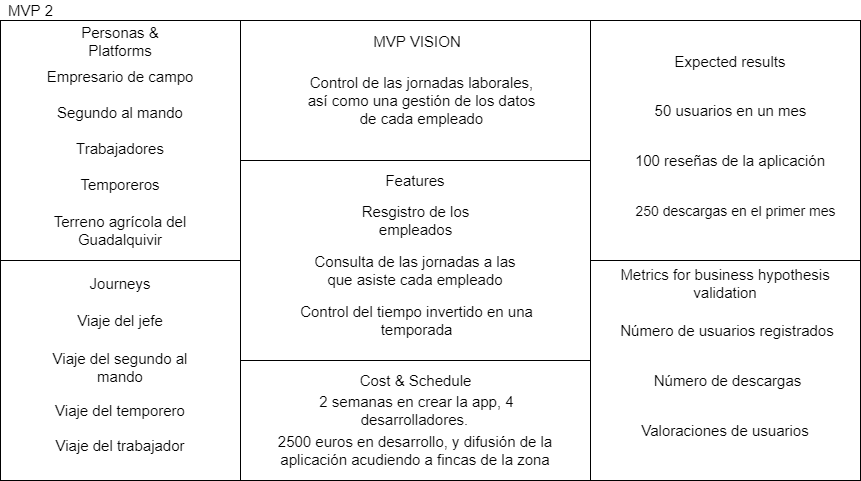 MVP 2
Personas &
Platforms
Empresario de campo
Segundo al mando
Trabajadores
Temporeros
Terreno agrícola del
Guadalquivir
MVP VISION
Control de las jornadas laborales,
así como una gestión de los datos
de cada empleado
Expected results
50 usuarios en un mes
100 reseñas de la aplicación
250 descargas en el primer mes
Features
Resgistro de los
empleados
Consulta de las jornadas a las
que asiste cada empleado
Control del tiempo invertido en una
temporada
Journeys
Viaje del jefe
Viaje del segundo al
mando
Viaje del temporero
Viaje del trabajador
Cost & Schedule
2 semanas en crear la app, 4
desarrolladores.
2500 euros en desarrollo, y difusión de la
aplicación acudiendo a fincas de la zona
Metrics for business hypothesis
validation
Número de usuarios registrados
Número de descargas
Valoraciones de usuarios